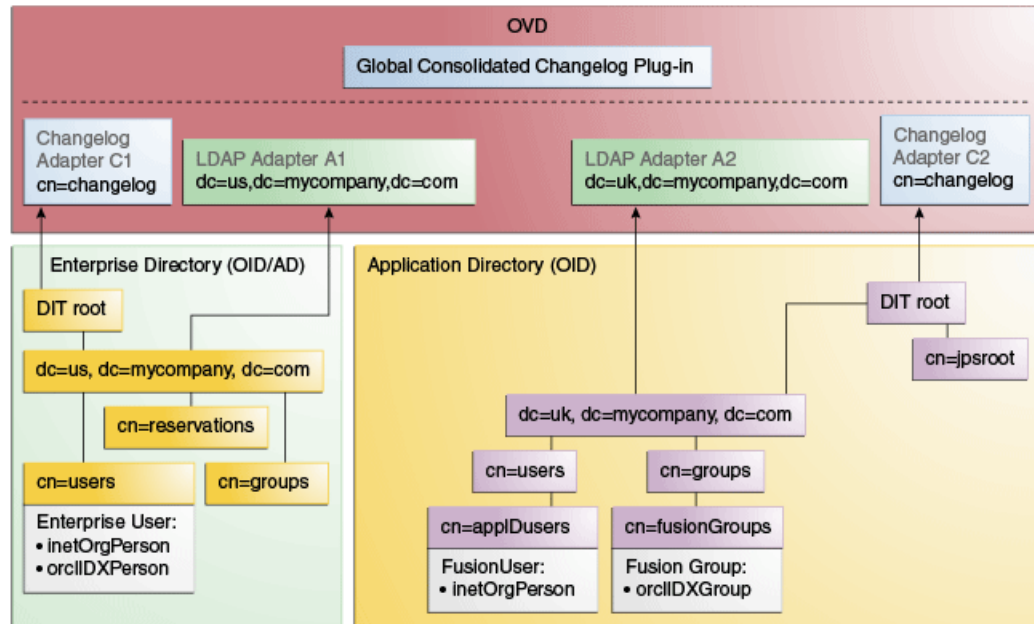 OVD
Global Consolidated Changelog Plug-in
Changelog
Adapter C1
cn=changelog
LDAP Adapter A1
dc=us,dc=mycompany,dc=com
LDAP Adapter A2
dc=uk,dc=mycompany,dc=com
Changelog
Adapter C2
cn=changelog
Enterprise Directory (OID/AD)
DIT root
dc=us, dc=mycompany, dc=com
cn=reservations
cn=users
cn=groups
Enterprise User:
• inetOrgPerson
• orclIDXPerson
Application Directory (OID)
DIT root
cn=jpsroot
dc=uk, dc=mycompany, dc=com
cn=users
cn=groups
cn=appIDusers
cn=fusionGroups
FusionUser:
• inetOrgPerson
Fusion Group:
• orclIDXGroup